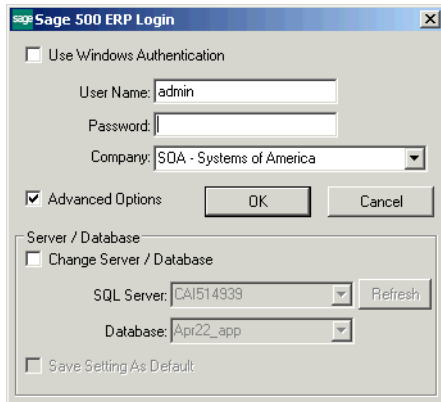 sage Sage 500 ERP Login
Use Windows Authentication
User Name: admin
Password:
Company: SOA - Systems of America
Advanced Options OK Cancel
Server / Database
Change Server / Database
SQL Server: CAI514939 Refresh
Database: Apr22_app
Save Setting As Default